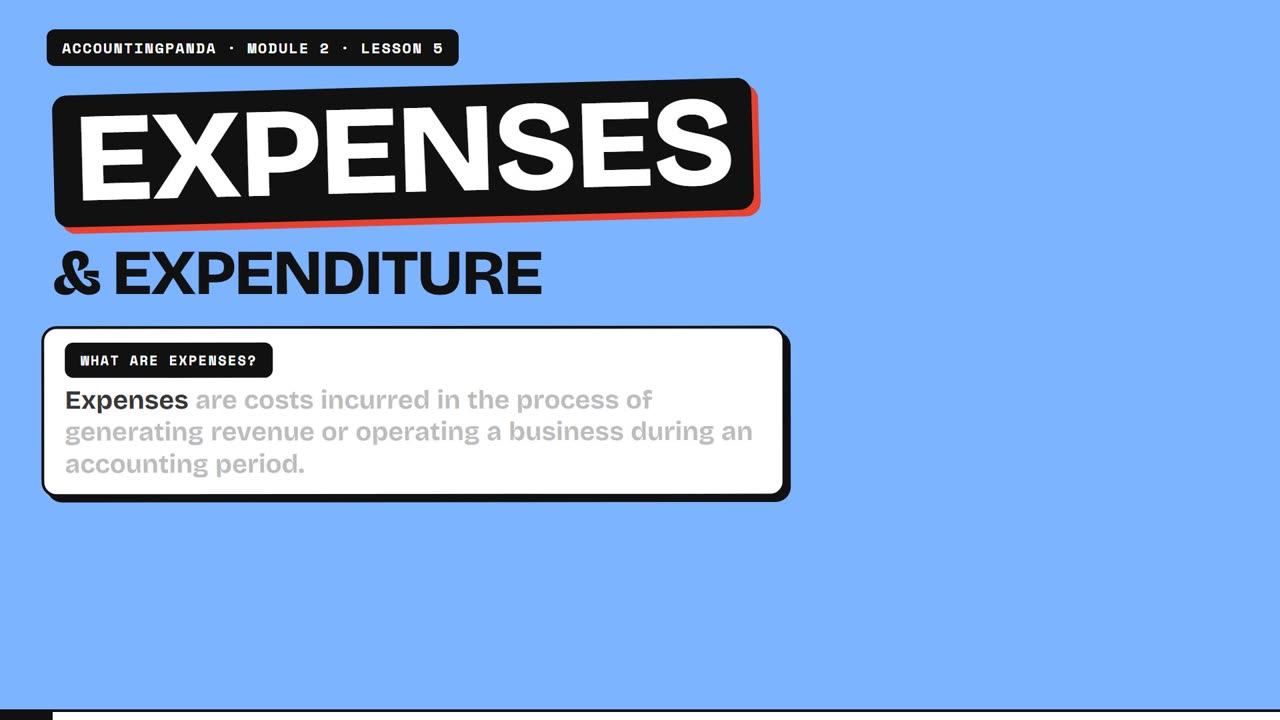 ACCOUNTINGPANDA · MODULE 2 · LESSON 5
EXPENSES
& EXPENDITURE
WHAT ARE EXPENSES?
Expenses are costs incurred in the process of
generating revenue or operating a business during an
accounting period.